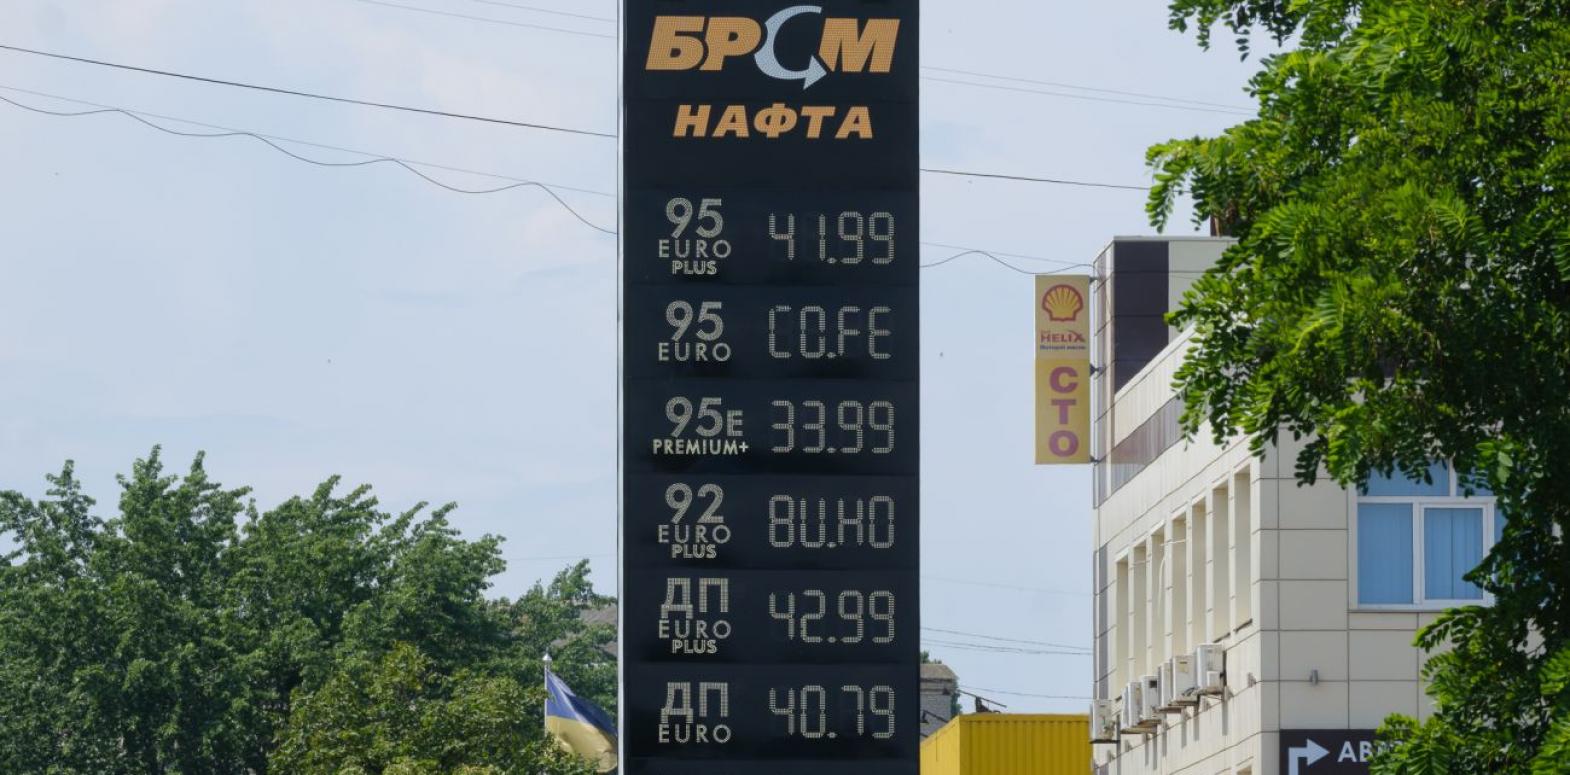 БРСМ
НАФТА
95 41.99
EURO
PLUS
95 CO.FE
EURO
95E 33.99
PREMIUM+
92 BU.HO
EURO
PLUS
ДП 42.99
EURO
PLUS
ДП 40.79
EURO
HELIX
СТО